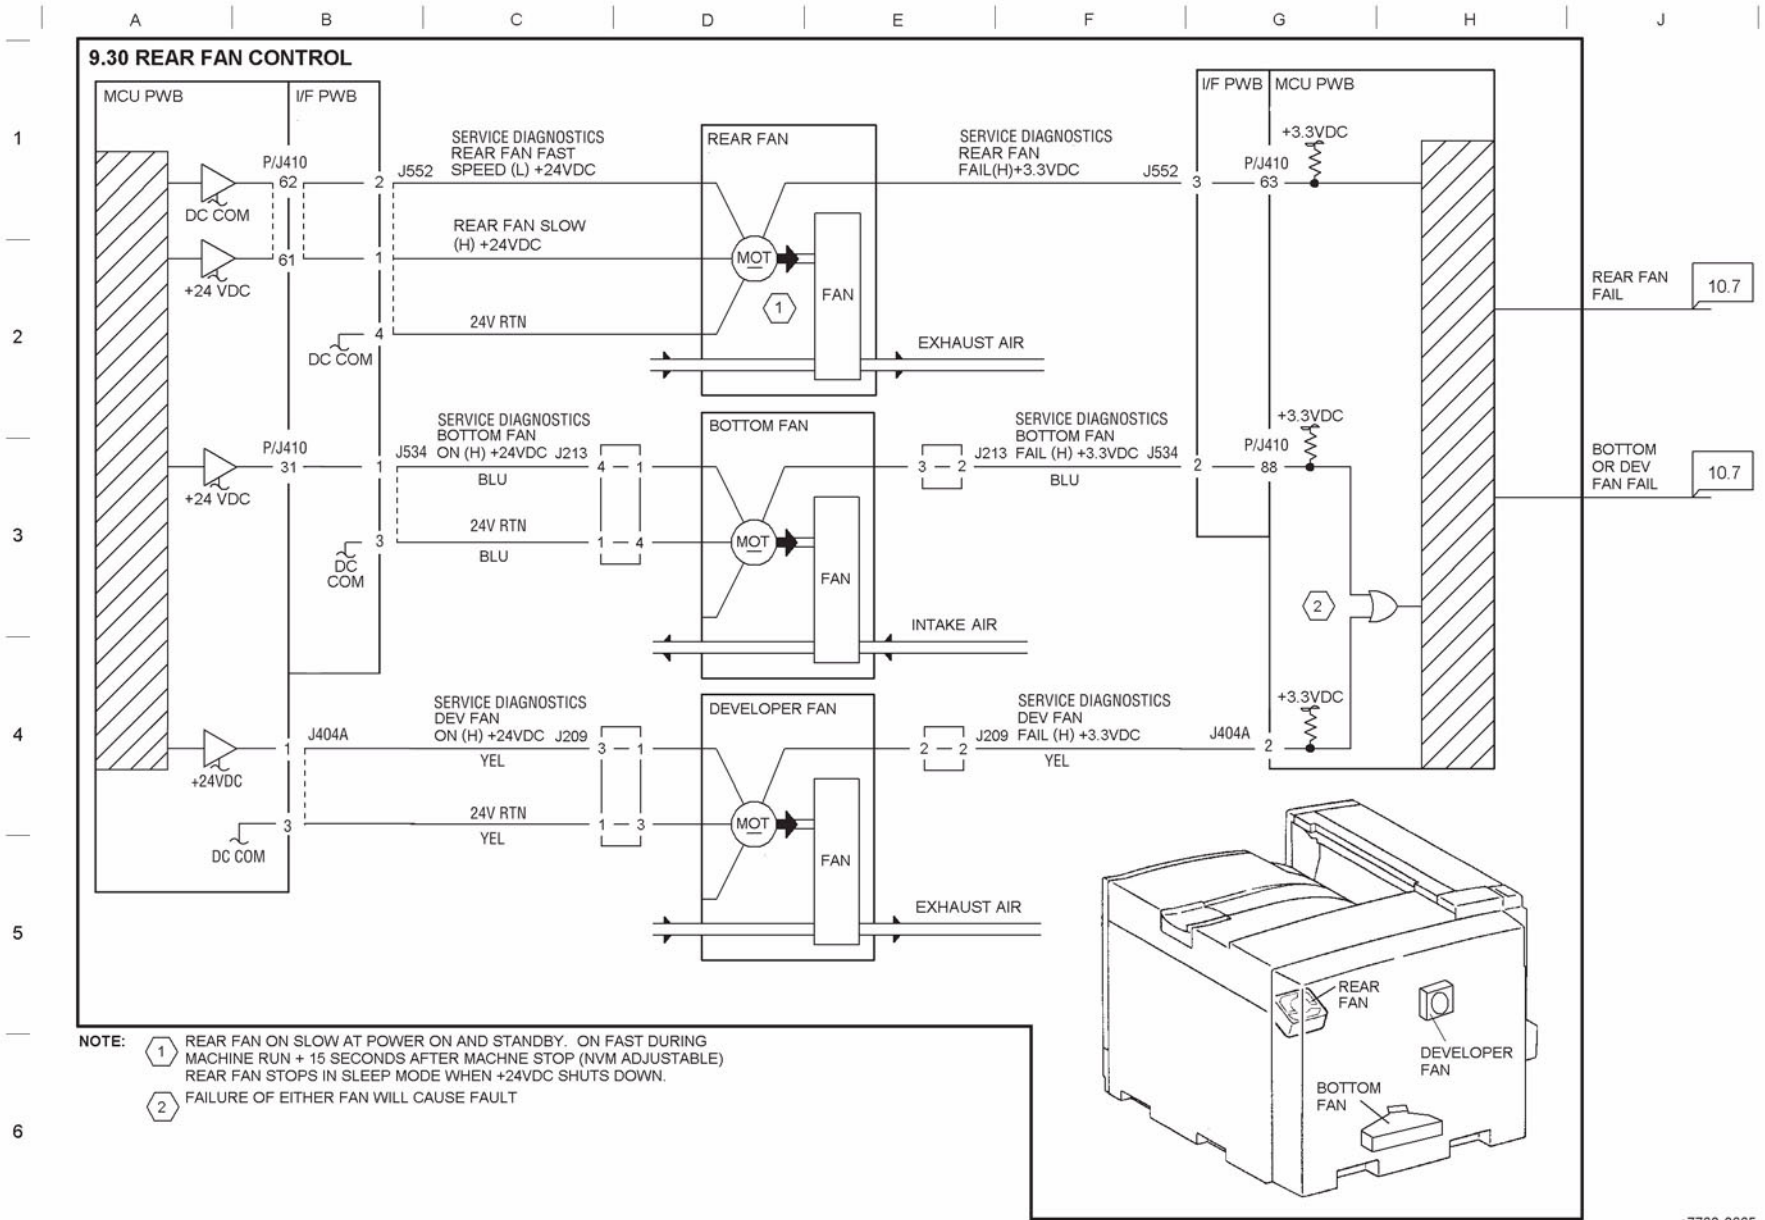 A B C D E F G H J
9.30 REAR FAN CONTROL
MCU PWB
I/F PWB
I/F PWB
MCU PWB
1
P/J410
62
2
J552
DC COM
SERVICE DIAGNOSTICS
REAR FAN FAST
SPEED (L) +24VDC
REAR FAN
SERVICE DIAGNOSTICS
REAR FAN
FAIL(H)+3.3VDC
J552
3
P/J410
63
+3.3VDC
61
1
+24 VDC
REAR FAN SLOW
(H) +24VDC
MOT
1
FAN
REAR FAN
FAIL
10.7
2
4
DC COM
24V RTN
EXHAUST AIR
P/J410
31
1
J534
+24 VDC
SERVICE DIAGNOSTICS
BOTTOM FAN
ON (H) +24VDC
J213
BLU
4
1
BOTTOM FAN
3
2
J213
SERVICE DIAGNOSTICS
BOTTOM FAN
FAIL (H) +3.3VDC
J534
BLU
2
P/J410
88
+3.3VDC
BOTTOM
OR DEV
FAN FAIL
10.7
3
3
DC
COM
24V RTN
BLU
1
4
MOT
FAN
2
INTAKE AIR
4
1
J404A
+24VDC
SERVICE DIAGNOSTICS
DEV FAN
ON (H) +24VDC
J209
YEL
3
1
DEVELOPER FAN
2
2
J209
SERVICE DIAGNOSTICS
DEV FAN
FAIL (H) +3.3VDC
YEL
J404A
2
+3.3VDC
3
DC COM
24V RTN
YEL
1
3
MOT
FAN
5
EXHAUST AIR
REAR
FAN
DEVELOPER
FAN
BOTTOM
FAN
NOTE:
1
REAR FAN ON SLOW AT POWER ON AND STANDBY. ON FAST DURING
MACHINE RUN + 15 SECONDS AFTER MACHNE STOP (NVM ADJUSTABLE)
REAR FAN STOPS IN SLEEP MODE WHEN +24VDC SHUTS DOWN.
2
FAILURE OF EITHER FAN WILL CAUSE FAULT
6